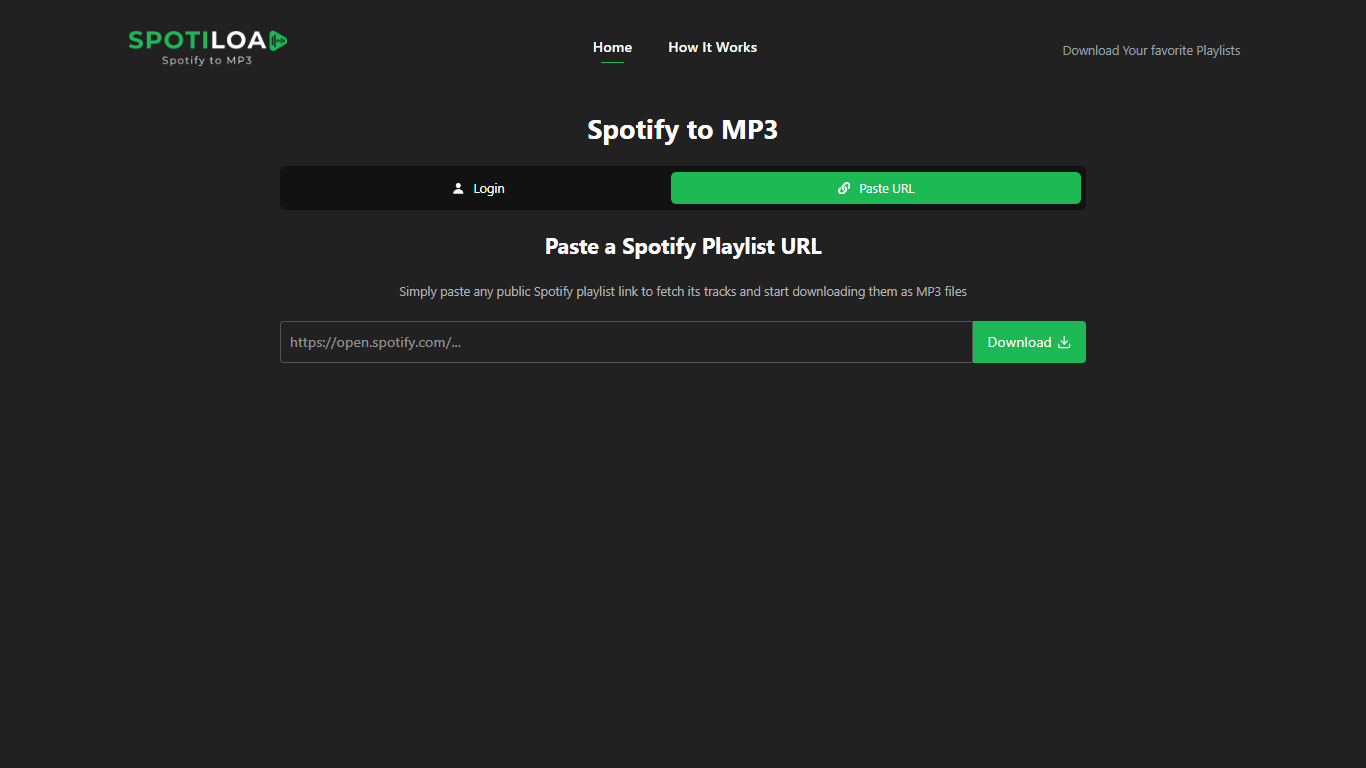 SPOTILOA
Spotify to MP3
Home
How It Works
Download Your favorite Playlists
Spotify to MP3
Login
Paste URL
Paste a Spotify Playlist URL
Simply paste any public Spotify playlist link to fetch its tracks and start downloading them as MP3 files
https://open.spotify.com/...
Download